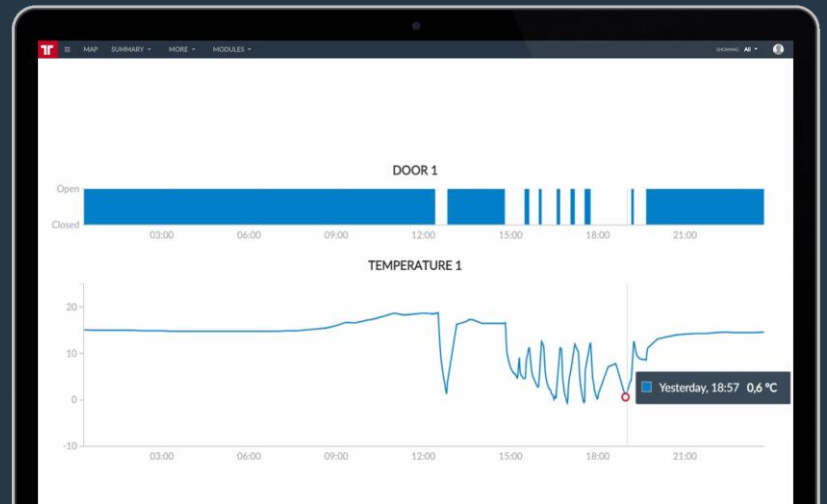 MAP SUMMARY MORE MODULES SHOWING: All
DOOR 1
Open
Closed
03:00 06:00 09:00 12:00 15:00 18:00 21:00
TEMPERATURE 1
20
10
0
-10
Yesterday, 18:57 0,6 ºC
03:00 06:00 09:00 12:00 15:00 18:00 21:00